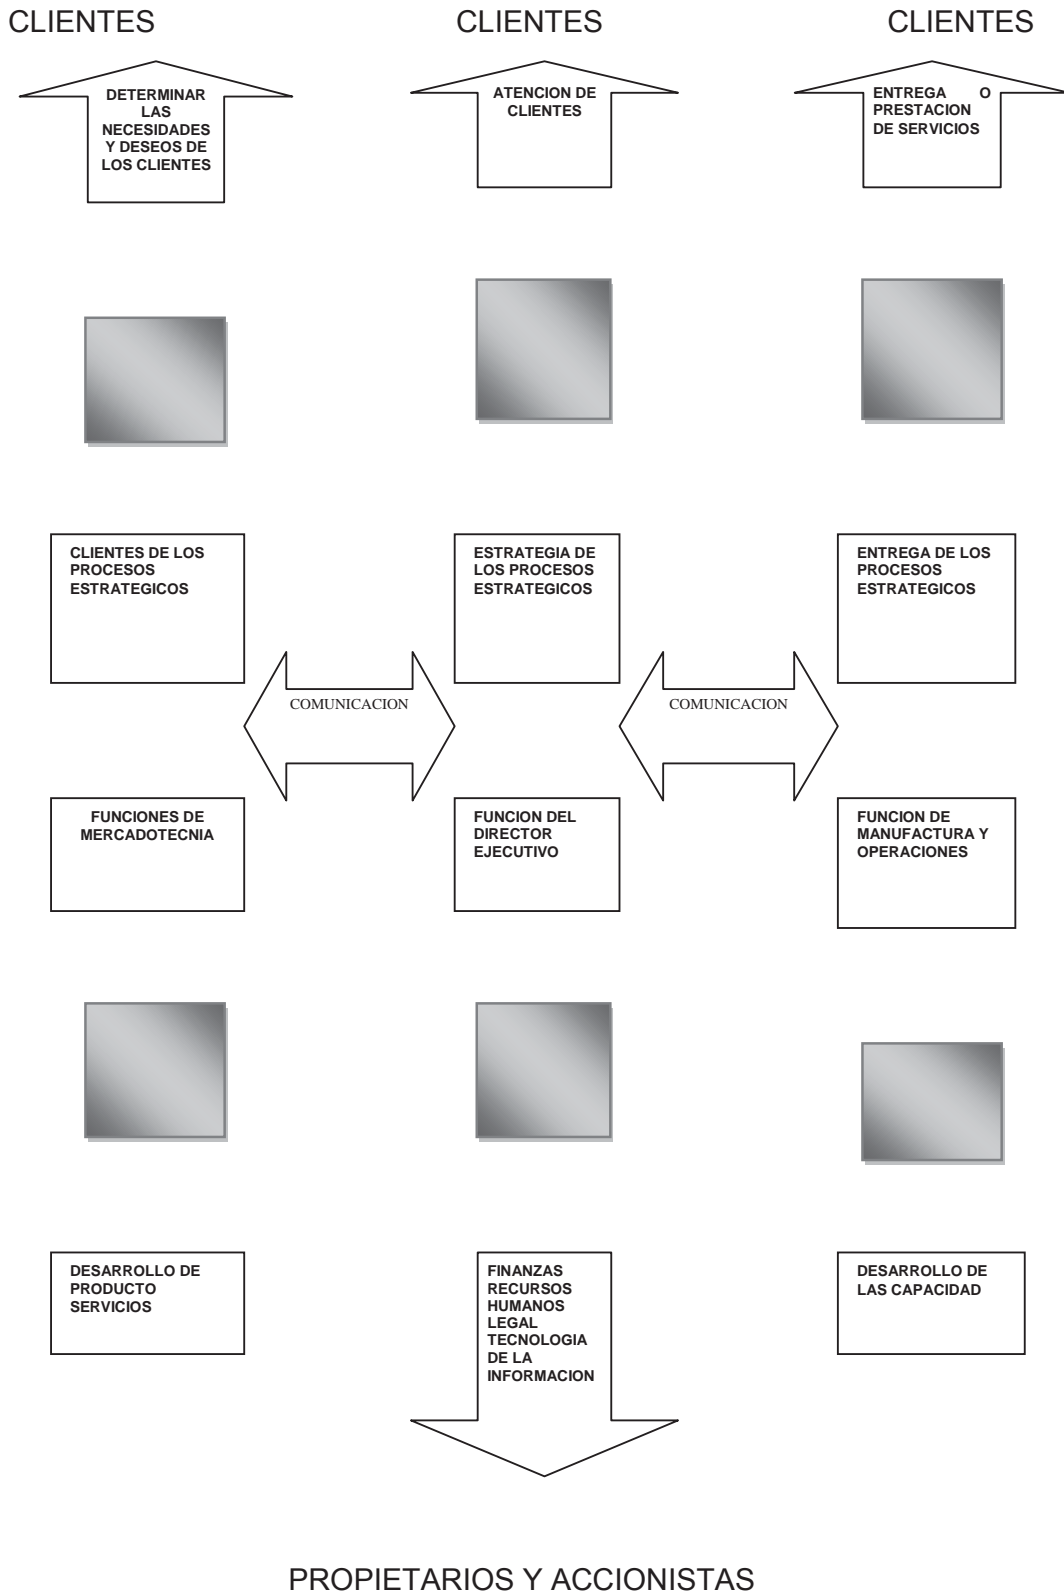 CLIENTES CLIENTES CLIENTES
DETERMINAR
LAS
NECESIDADES
Y DESEOS DE
LOS CLIENTES
ATENCION DE
CLIENTES
ENTREGA O
PRESTACION
DE SERVICIOS
CLIENTES DE LOS
PROCESOS
ESTRATEGICOS
ESTRATEGIA DE
LOS PROCESOS
ESTRATEGICOS
ENTREGA DE LOS
PROCESOS
ESTRATEGICOS
COMUNICACION
COMUNICACION
FUNCIONES DE
MERCADOTECNIA
FUNCION DEL
DIRECTOR
EJECUTIVO
FUNCION DE
MANUFACTURA Y
OPERACIONES
DESARROLLO DE
PRODUCTO
SERVICIOS
FINANZAS
RECURSOS
HUMANOS
LEGAL
TECNOLOGIA
DE LA
INFORMACION
DESARROLLO DE
LAS CAPACIDAD
PROPIETARIOS Y ACCIONISTAS